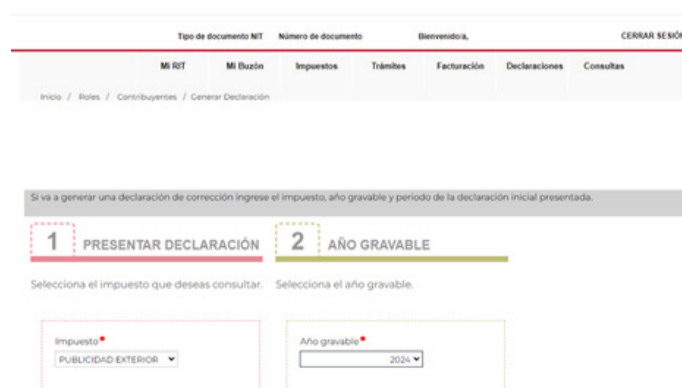 Tipo de documento NIT Número de documento Bienvenido/a, CERRAR SESIÓN
Mi RIT Mi Buzón Impuestos Trámites Facturación Declaraciones Consultas
Inicio / Roles / Contribuyentes / Generar Declaración
Si va a generar una declaración de corrección ingrese el impuesto, año gravable y periodo de la declaración inicial presentada.
1 PRESENTAR DECLARACIÓN 2 AÑO GRAVABLE
Selecciona el impuesto que deseas consultar. Selecciona el año gravable.
Impuesto* Año gravable*
PUBLICIDAD EXTERIOR 2024